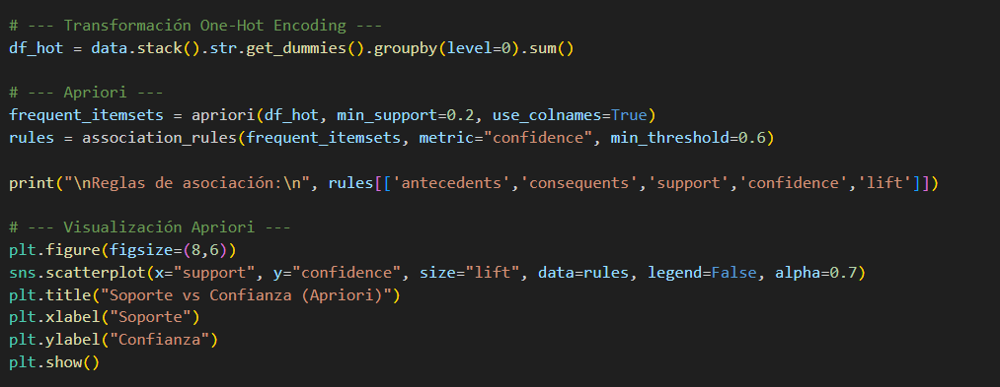 # --- Transformación One-Hot Encoding ---
df_hot = data.stack().str.get_dummies().groupby(level=0).sum()
# --- Apriori ---
frequent_itemsets = apriori(df_hot, min_support=0.2, use_colnames=True)
rules = association_rules(frequent_itemsets, metric="confidence", min_threshold=0.6)
print("\nReglas de asociación:\n", rules[['antecedents','consequents','support','confidence','lift']])
# --- Visualización Apriori ---
plt.figure(figsize=(8,6))
sns.scatterplot(x="support", y="confidence", size="lift", data=rules, legend=False, alpha=0.7)
plt.title("Soporte vs Confianza (Apriori)")
plt.xlabel("Soporte")
plt.ylabel("Confianza")
plt.show()